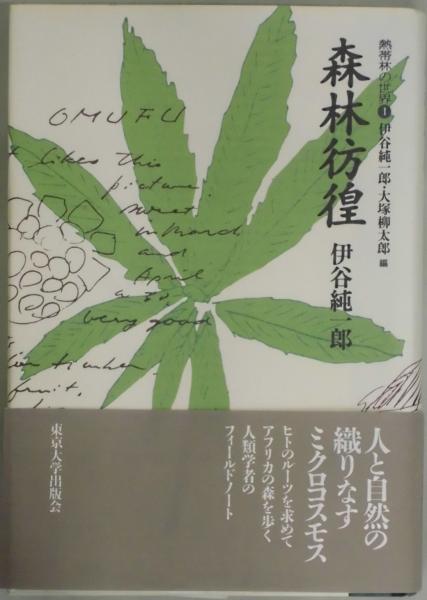 熱帯林の世界1 伊谷純一郎・大塚柳太郎 編
森林彷徨
伊谷純一郎
OMUFU
likes this
picture
in March
and
April
very good
fruit,
人と自然の
織りなす
ミクロコスモス
ヒトのルーツを求めて
アフリカの森を歩く
人類学者の
フィールドノート
東京大学出版会